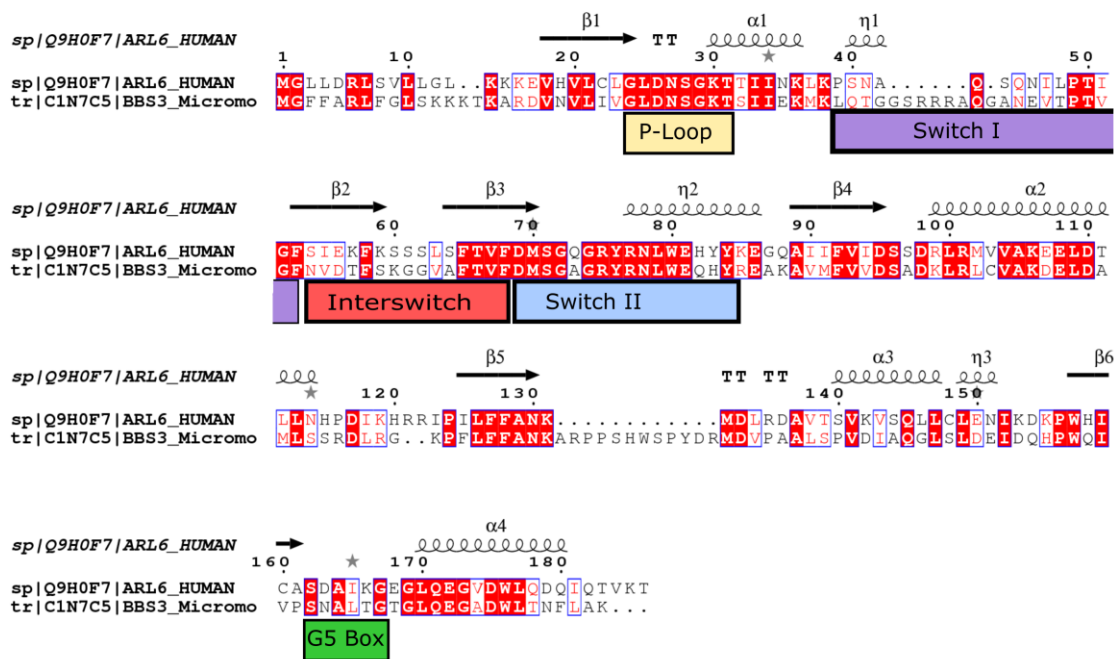 β1 TT α1 η1
sp|Q9H0F7|ARL6_HUMAN
1 10 20 30 40 50
sp|Q9H0F7|ARL6_HUMAN MGLLDRLSVLLGL.KKKEVHVLCLGLDNSGKTTIINKLKPSNA......Q.SQNILPTI
tr|C1N7C5|BBS3_Micromo MGFFARLFGLSKKKTKARDVNVLIVGLDNSGKTSIIEKMKLQTGGSRRRAQGANEVTPTV
P-Loop Switch I
β2 β3 η2 β4 α2
sp|Q9H0F7|ARL6_HUMAN
60 70 80 90 100 110
sp|Q9H0F7|ARL6_HUMAN GFSIEKFKSSSLSFTVFDMSGQGRYRNLWEHYYKEGQAIIFVIDSSDRLRMVVAKEELDT
tr|C1N7C5|BBS3_Micromo GFNVDTFSKGGVAFTVFDMSGAGRYRNLWEQHYREAKAVMFVVDSADKLRLCVAKDELDA
Interswitch Switch II
β5 TT TT α3 η3 β6
sp|Q9H0F7|ARL6_HUMAN
120 130 140 150
sp|Q9H0F7|ARL6_HUMAN LLNHPDIKHRRIPILFFANK............MDLRDAVTSVKVSQLLCLENIKDKPWHI
tr|C1N7C5|BBS3_Micromo MLSSRDLRG..KPFLFFANKARPPSHWSPYDRMDVPAALSPVDIAQGLSLDEIDQHPWQI
α4
sp|Q9H0F7|ARL6_HUMAN
160 170 180
sp|Q9H0F7|ARL6_HUMAN CASDAIKGEGLQEGVDWLQDQIQTVKT
tr|C1N7C5|BBS3_Micromo VPSNALTGTGLQEGADWLTNFLAK...
G5 Box